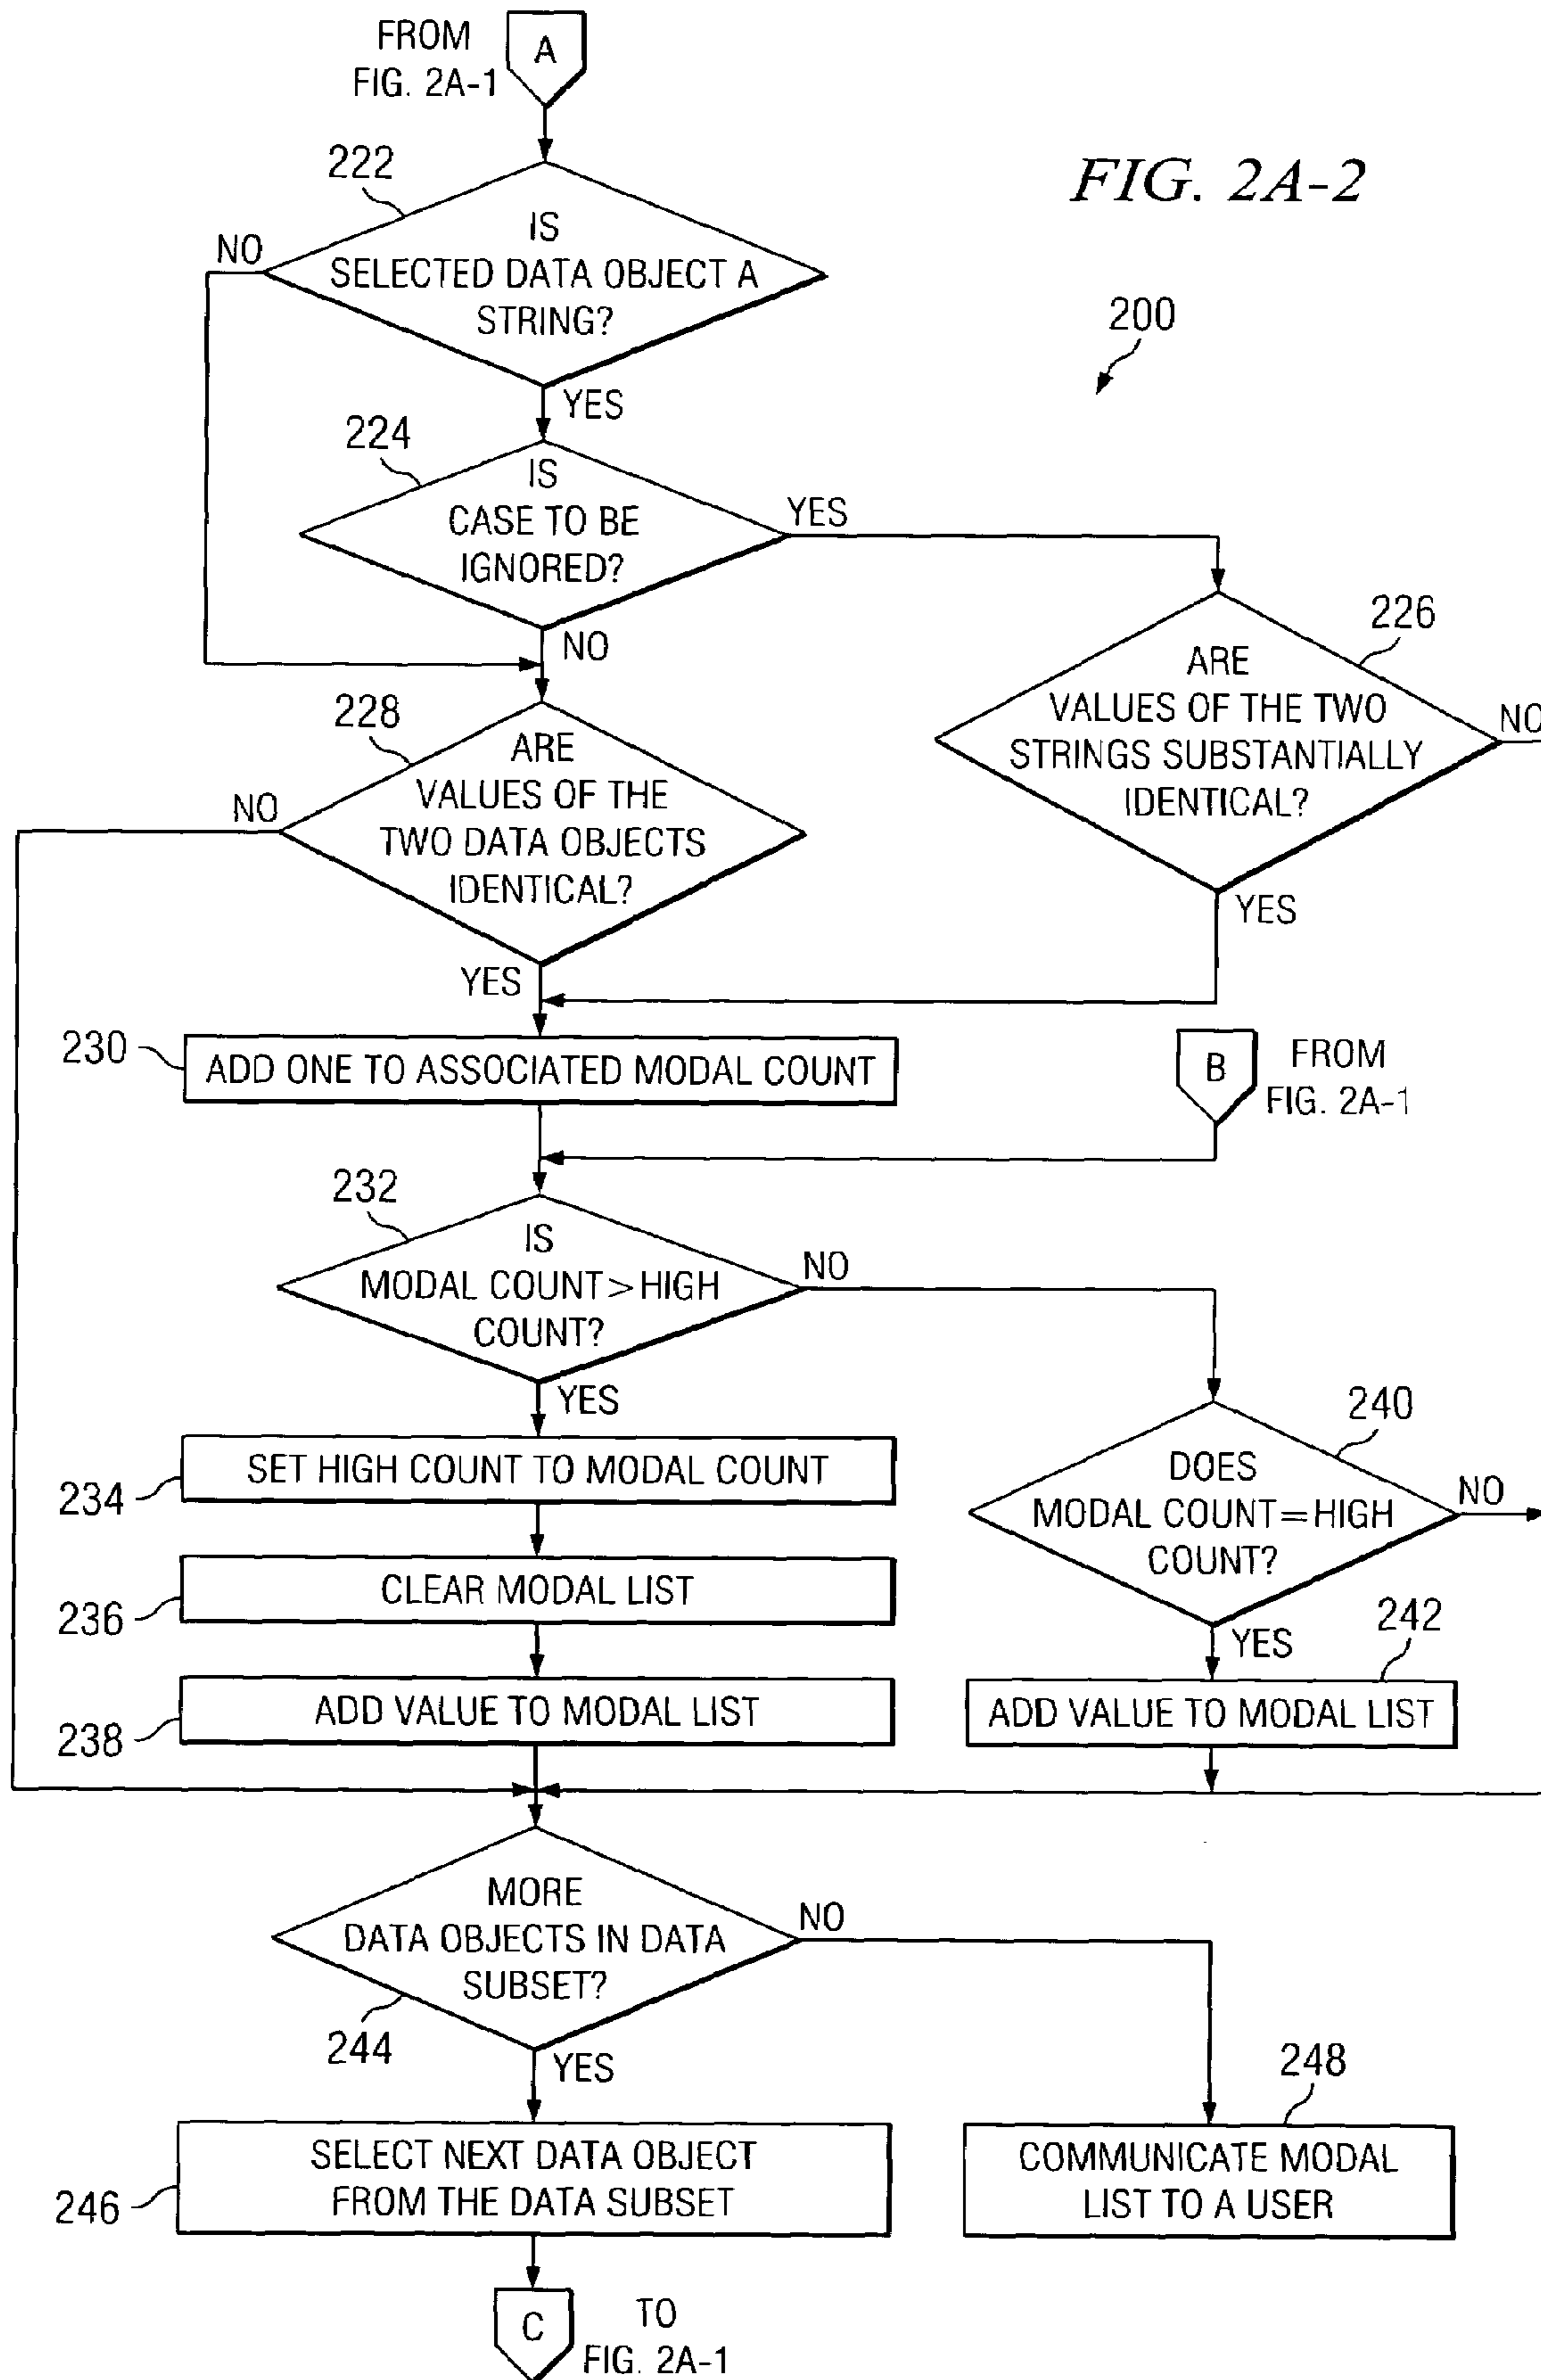 FROM
FIG. 2A-1
A
FIG. 2A-2
200
222
IS
SELECTED DATA OBJECT A
STRING?
NO
YES
224
IS
CASE TO BE
IGNORED?
YES
NO
226
ARE
VALUES OF THE TWO
STRINGS SUBSTANTIALLY
IDENTICAL?
NO
YES
228
ARE
VALUES OF THE
TWO DATA OBJECTS
IDENTICAL?
NO
YES
230
ADD ONE TO ASSOCIATED MODAL COUNT
B
FROM
FIG. 2A-1
232
IS
MODAL COUNT>HIGH
COUNT?
NO
YES
234
SET HIGH COUNT TO MODAL COUNT
240
DOES
MODAL COUNT=HIGH
COUNT?
NO
YES
236
CLEAR MODAL LIST
238
ADD VALUE TO MODAL LIST
242
ADD VALUE TO MODAL LIST
MORE
DATA OBJECTS IN DATA
SUBSET?
244
NO
YES
246
SELECT NEXT DATA OBJECT
FROM THE DATA SUBSET
248
COMMUNICATE MODAL
LIST TO A USER
C
TO
FIG. 2A-1